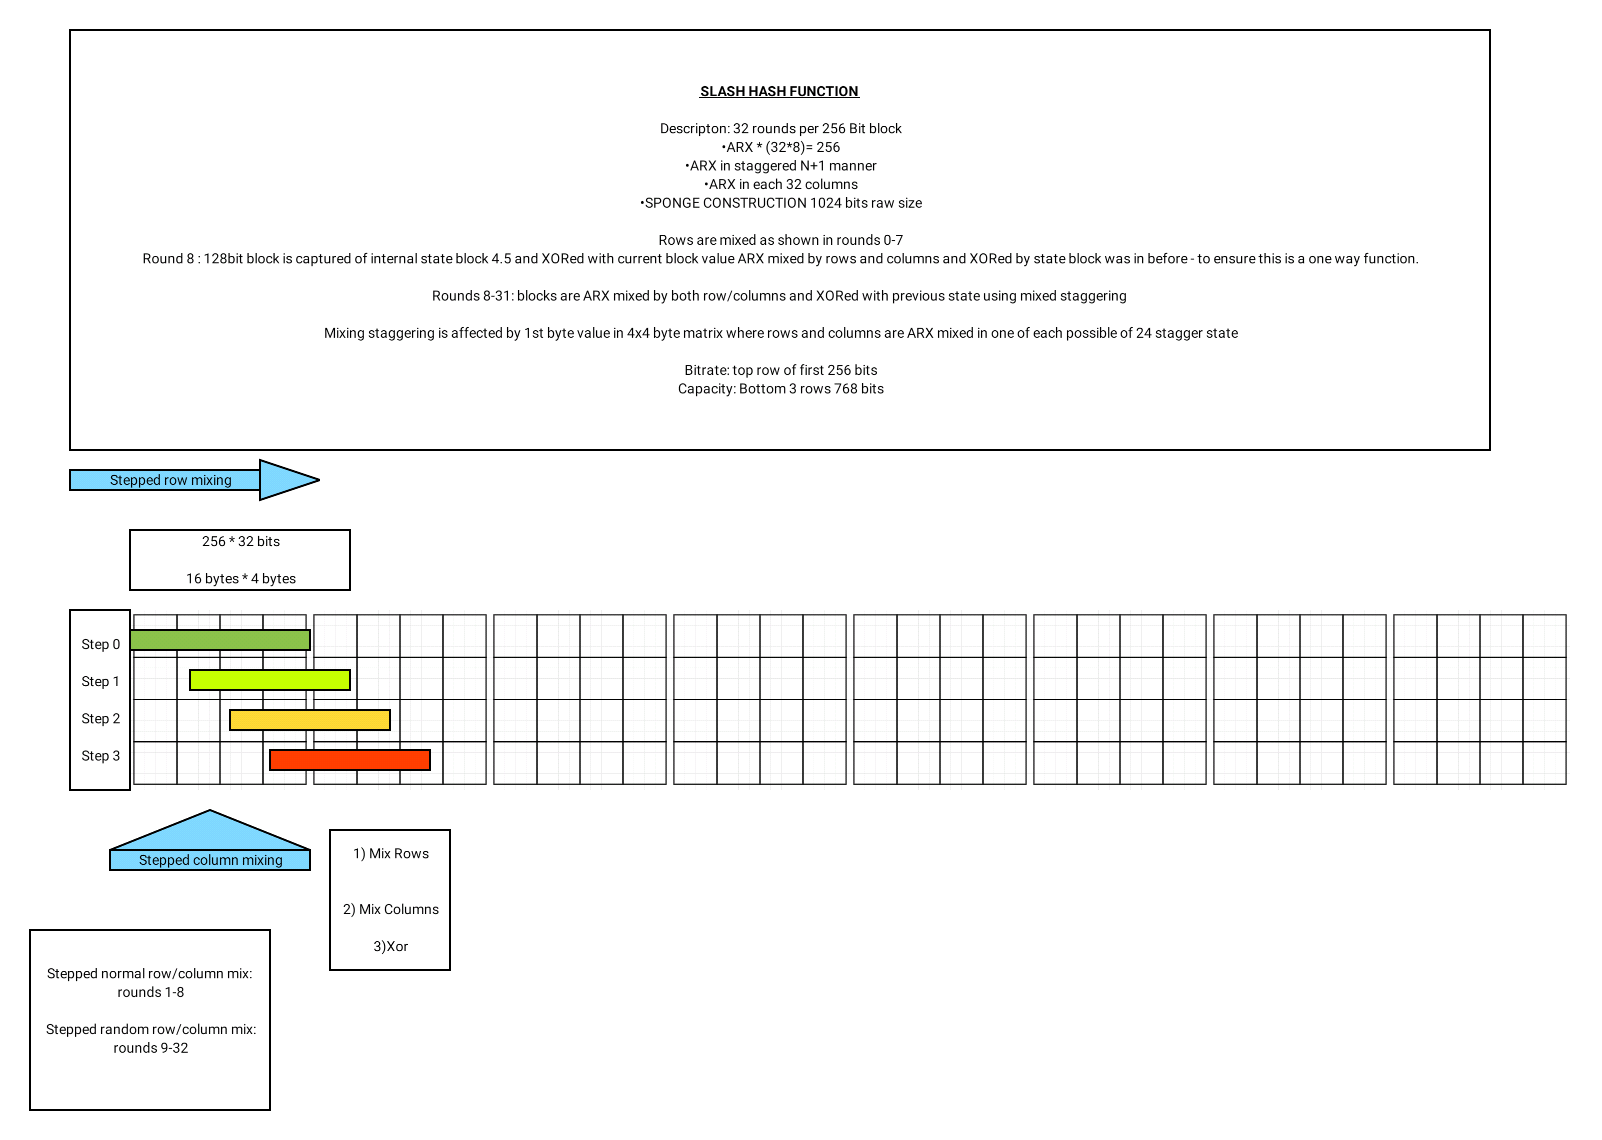 SLASH HASH FUNCTION
Descripton: 32 rounds per 256 Bit block
•ARX * (32*8)= 256
•ARX in staggered N+1 manner
•ARX in each 32 columns
•SPONGE CONSTRUCTION 1024 bits raw size
Rows are mixed as shown in rounds 0-7
Round 8 : 128bit block is captured of internal state block 4.5 and XORed with current block value ARX mixed by rows and columns and XORed by state block was in before - to ensure this is a one way function.
Rounds 8-31: blocks are ARX mixed by both row/columns and XORed with previous state using mixed staggering
Mixing staggering is affected by 1st byte value in 4x4 byte matrix where rows and columns are ARX mixed in one of each possible of 24 stagger state
Bitrate: top row of first 256 bits
Capacity: Bottom 3 rows 768 bits
Stepped row mixing
256 * 32 bits
16 bytes * 4 bytes
Step 0
Step 1
Step 2
Step 3
Stepped column mixing
1) Mix Rows
2) Mix Columns
3)Xor
Stepped normal row/column mix:
rounds 1-8
Stepped random row/column mix:
rounds 9-32